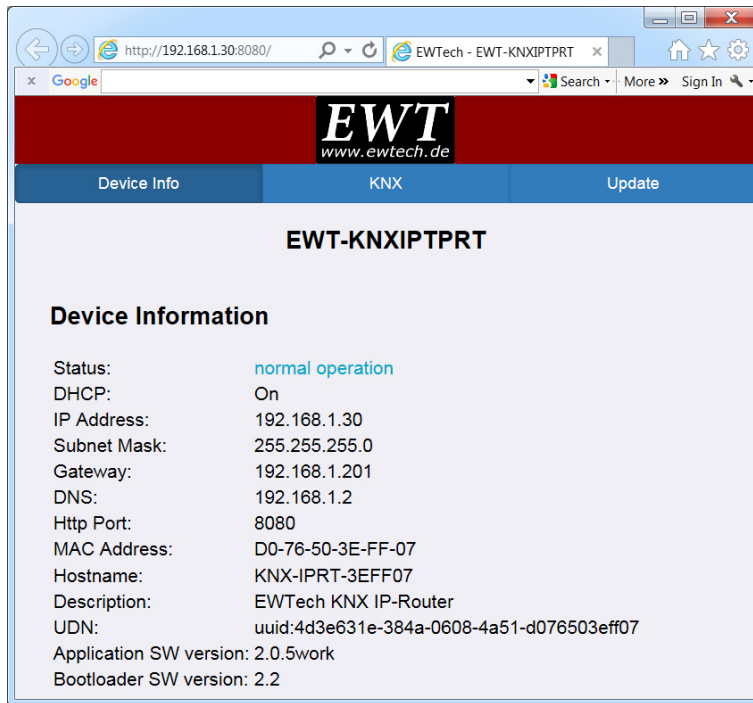 http://192.168.1.30:8080/
EWTech - EWT-KNXIPTPRT
Google Search More » Sign In
EWT
www.ewtech.de
Device Info KNX Update
EWT-KNXIPTPRT
Device Information
Status: normal operation
DHCP: On
IP Address: 192.168.1.30
Subnet Mask: 255.255.255.0
Gateway: 192.168.1.201
DNS: 192.168.1.2
Http Port: 8080
MAC Address: D0-76-50-3E-FF-07
Hostname: KNX-IPRT-3EFF07
Description: EWTech KNX IP-Router
UDN: uuid:4d3e631e-384a-0608-4a51-d076503eff07
Application SW version: 2.0.5work
Bootloader SW version: 2.2